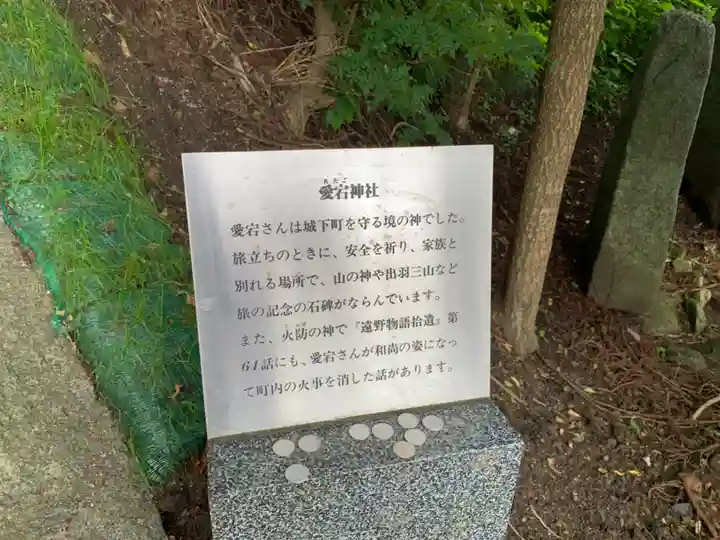 あたご
愛宕神社
愛宕さんは城下町を守る境の神でした。
旅立ちのときに、安全を祈り、家族と
別れる場所で、山の神や出羽三山など
旅の記念の石碑がならんでいます。
また、火防の神で『遠野物語拾遺』第
64話にも、愛宕さんが和尚の姿になっ
て町内の火事を消した話があります。